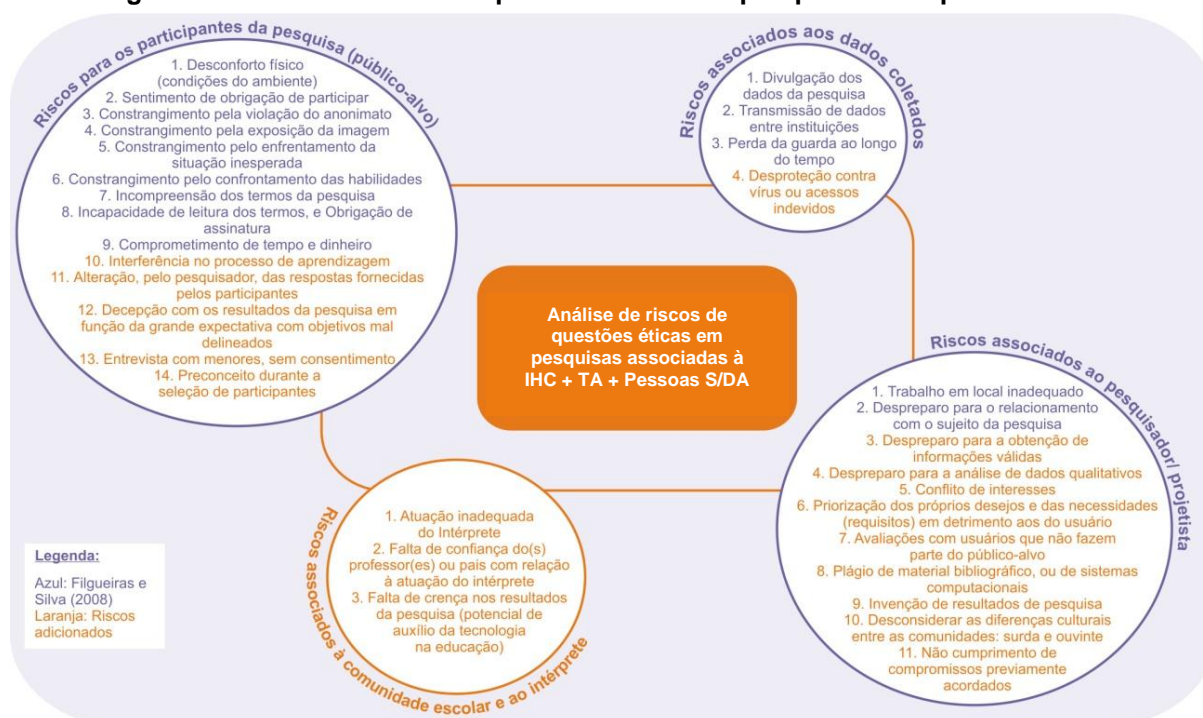 Riscos para os participantes da pesquisa (público-alvo)
1. Desconforto físico
(condições do ambiente)
2. Sentimento de obrigação de participar
3. Constrangimento pela violação do anonimato
4. Constrangimento pela exposição da imagem
5. Constrangimento pelo enfrentamento da
situação inesperada
6. Constrangimento pelo confrontamento das habilidades
7. Incompreensão dos termos da pesquisa
8. Incapacidade de leitura dos termos, e Obrigação de
assinatura
9. Comprometimento de tempo e dinheiro
10. Interferência no processo de aprendizagem
11. Alteração, pelo pesquisador, das respostas fornecidas
pelos participantes
12. Decepção com os resultados da pesquisa em
função da grande expectativa com objetivos mal
delineados
13. Entrevista com menores, sem consentimento
14. Preconceito durante a
seleção de participantes
Riscos associados aos dados coletados
1. Divulgação dos
dados da pesquisa
2. Transmissão de dados
entre instituições
3. Perda da guarda ao longo
do tempo
4. Desproteção contra
vírus ou acessos
indevidos
Análise de riscos de
questões éticas em
pesquisas associadas à
IHC + TA + Pessoas S/DA
Riscos associados ao pesquisador/ projetista
1. Trabalho em local inadequado
2. Despreparo para o relacionamento
com o sujeito da pesquisa
3. Despreparo para a obtenção de
informações válidas
4. Despreparo para a análise de dados qualitativos
5. Conflito de interesses
6. Priorização dos próprios desejos e das necessidades
(requisitos) em detrimento aos do usuário
7. Avaliações com usuários que não fazem
parte do público-alvo
8. Plágio de material bibliográfico, ou de sistemas
computacionais
9. Invenção de resultados de pesquisa
10. Desconsiderar as diferenças culturais
entre as comunidades: surda e ouvinte
11. Não cumprimento de
compromissos previamente
acordados
Riscos associados à comunidade escolar e ao intérprete
1. Atuação inadequada
do Intérprete
2. Falta de confiança do(s)
professor(es) ou pais com relação
à atuação do intérprete
3. Falta de crença nos resultados
da pesquisa (potencial de
auxílio da tecnologia
na educação)
Legenda:
Azul: Filgueiras e
Silva (2008)
Laranja: Riscos
adicionados